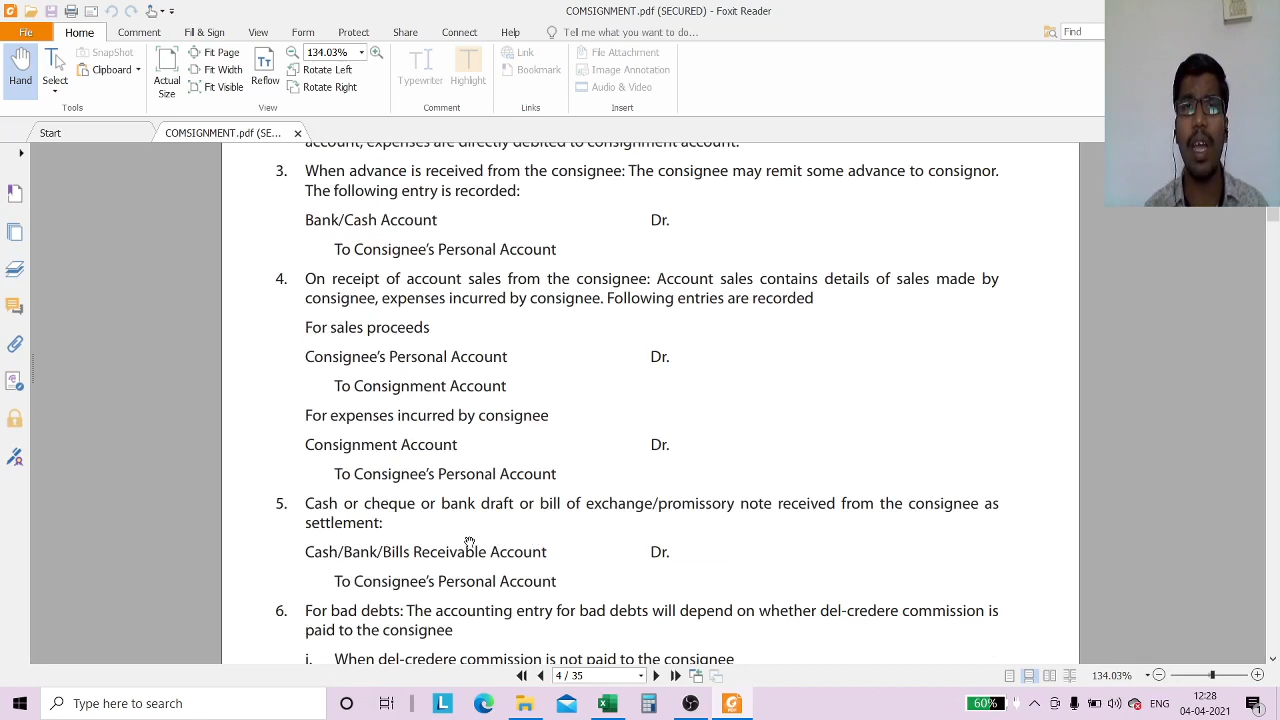 COMSIGNMENT.pdf (SECURED) - Foxit Reader
File Home Comment Fill & Sign View Form Protect Share Connect Help Tell me what you want to do... Find
Hand
Select
SnapShot
Clipboard
Tools
Actual Size
Fit Page
Fit Width
Fit Visible
Reflow
134.03%
Rotate Left
Rotate Right
View
Typewriter
Highlight
Comment
Link
Bookmark
Links
File Attachment
Image Annotation
Audio & Video
Insert
Start COMSIGNMENT.pdf (SE...
account, expenses are directly debited to consignment account.
3. When advance is received from the consignee: The consignee may remit some advance to consignor.
The following entry is recorded:
Bank/Cash Account Dr.
To Consignee's Personal Account
4. On receipt of account sales from the consignee: Account sales contains details of sales made by
consignee, expenses incurred by consignee. Following entries are recorded
For sales proceeds
Consignee's Personal Account Dr.
To Consignment Account
For expenses incurred by consignee
Consignment Account Dr.
To Consignee's Personal Account
5. Cash or cheque or bank draft or bill of exchange/promissory note received from the consignee as
settlement:
Cash/Bank/Bills Receivable Account Dr.
To Consignee's Personal Account
6. For bad debts: The accounting entry for bad debts will depend on whether del-credere commission is
paid to the consignee
i. When del-credere commission is not paid to the consignee
4 / 35 134.03%
Type here to search 60% ENG 12:28
04-04-2021